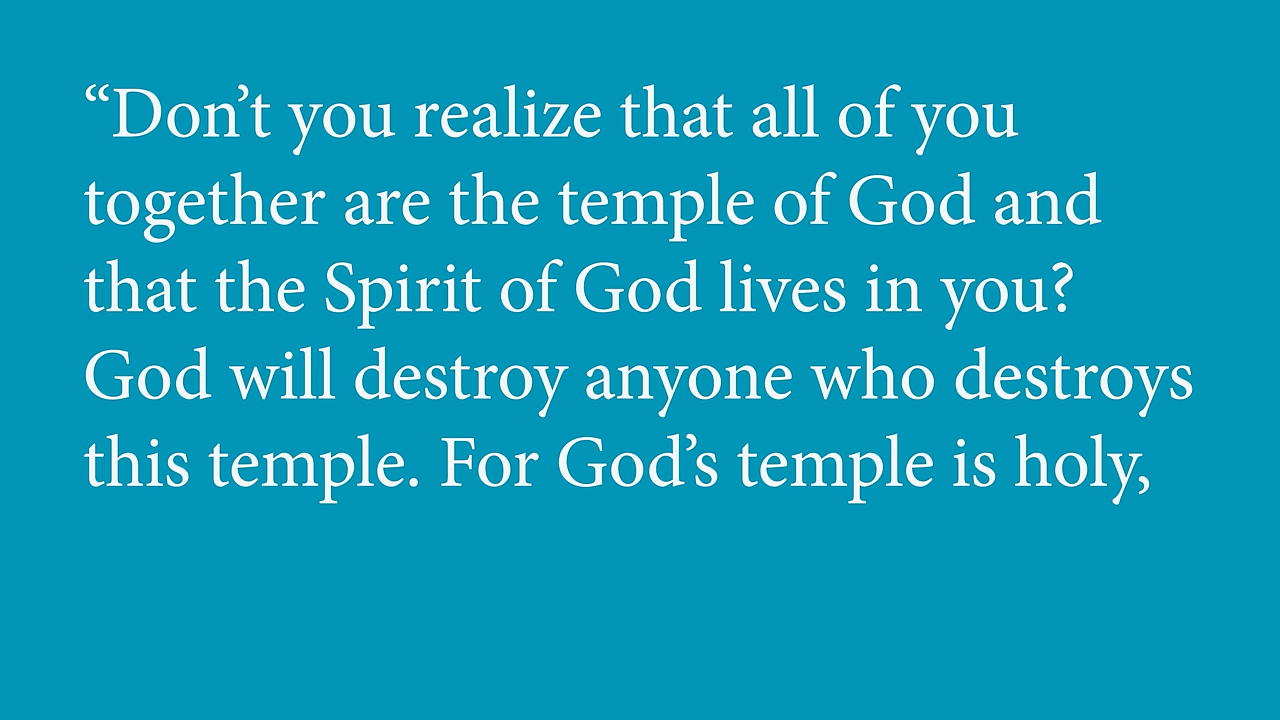 “Don’t you realize that all of you
together are the temple of God and
that the Spirit of God lives in you?
God will destroy anyone who destroys
this temple. For God’s temple is holy,